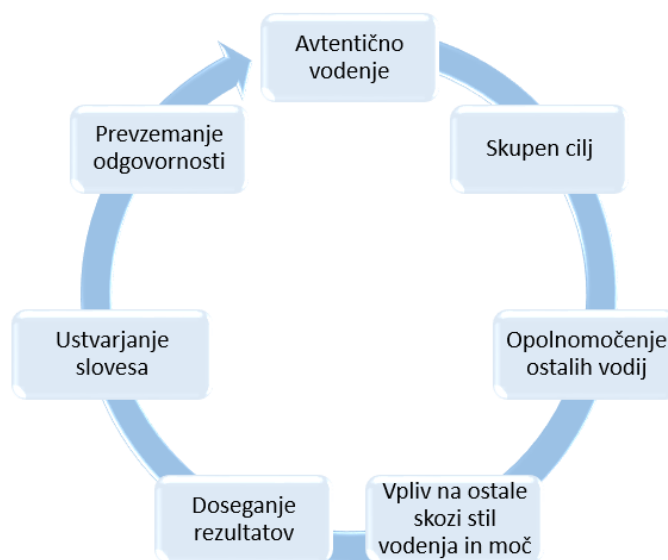 Avtentično
vodenje
Skupen cilj
Opolnomočenje
ostalih vodij
Vpliv na ostale
skozi stil
vodenja in moč
Doseganje
rezultatov
Ustvarjanje
slovesa
Prevzemanje
odgovornosti